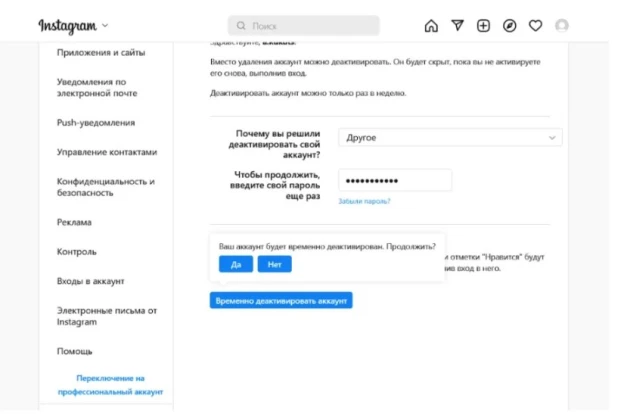 Instagram
Поиск
Приложения и сайты
Уведомления по
электронной почте
Push-уведомления
Управление контактами
Конфиденциальность и
безопасность
Реклама
Контроль
Входы в аккаунт
Электронные письма от
Instagram
Помощь
Переключение на
профессиональный аккаунт
Вместо удаления аккаунт можно деактивировать. Он будет скрыт, пока вы не активируете
его снова, выполнив вход.
Деактивировать аккаунт можно только раз в неделю.
Почему вы решили
деактивировать свой
аккаунт?
Другое
Чтобы продолжить,
введите свой пароль
еще раз
•••••••••••
Забыли пароль?
Ваш аккаунт будет временно деактивирован. Продолжить?
Да
Нет
и отметки "Нравится" будут
вход в него.
Временно деактивировать аккаунт